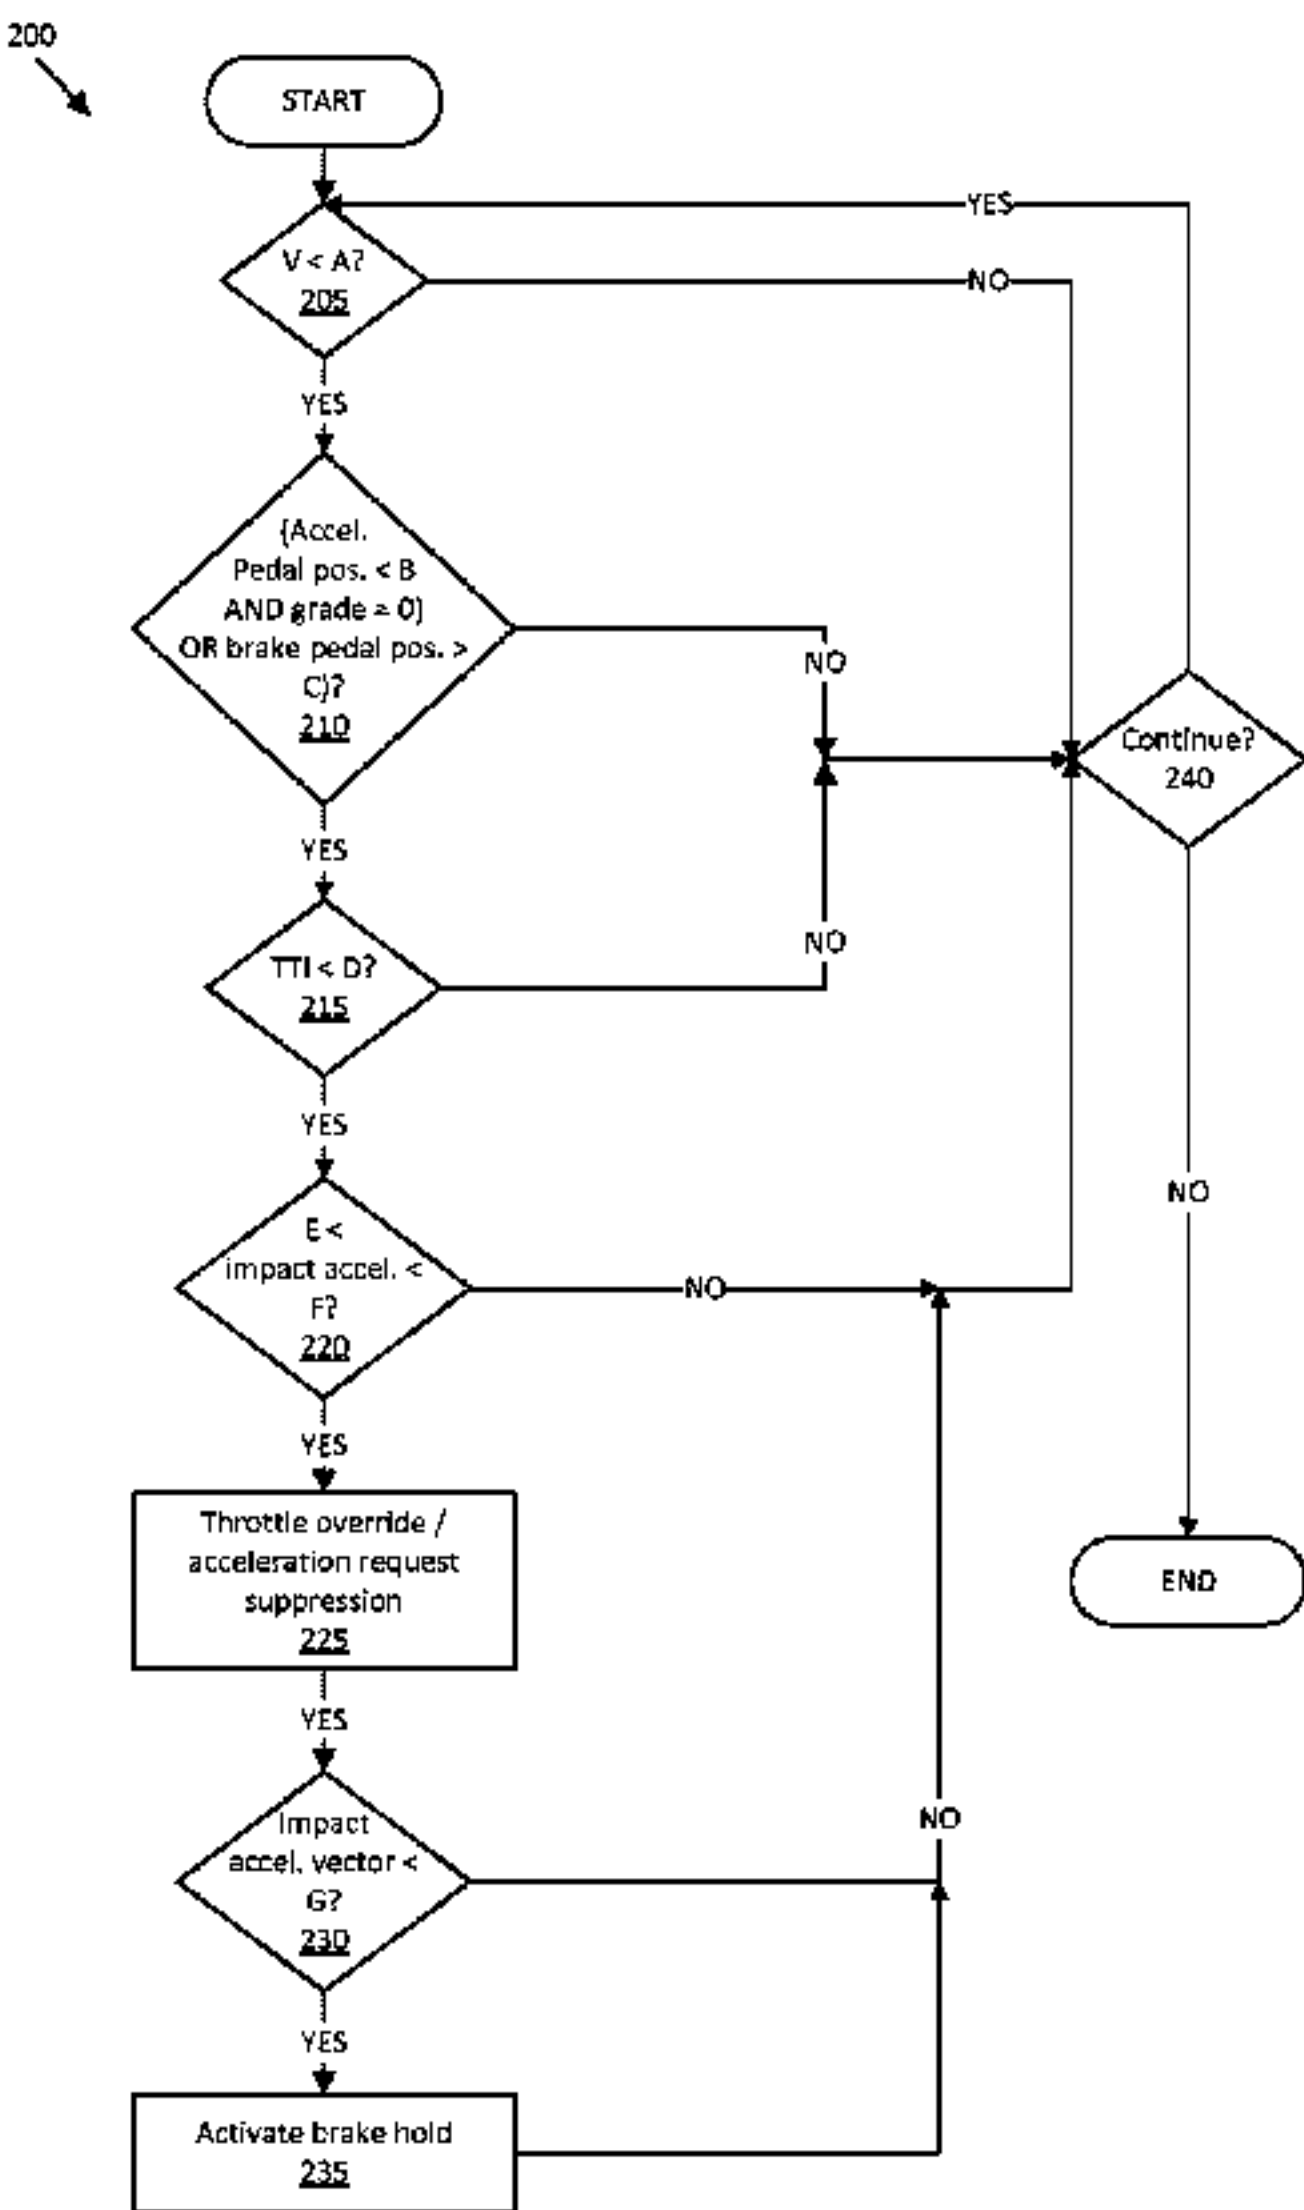 200
START
YES
V < A?
205
NO
YES
(Accel.
Pedal pos. < B
AND grade ≥ 0)
OR brake pedal pos. >
C)?
210
NO
YES
Continue?
240
TTI < D?
215
NO
YES
E <
impact accel. <
F?
220
NO
NO
YES
Throttle override /
acceleration request
suppression
225
END
YES
Impact
accel. vector <
G?
230
NO
YES
Activate brake hold
235